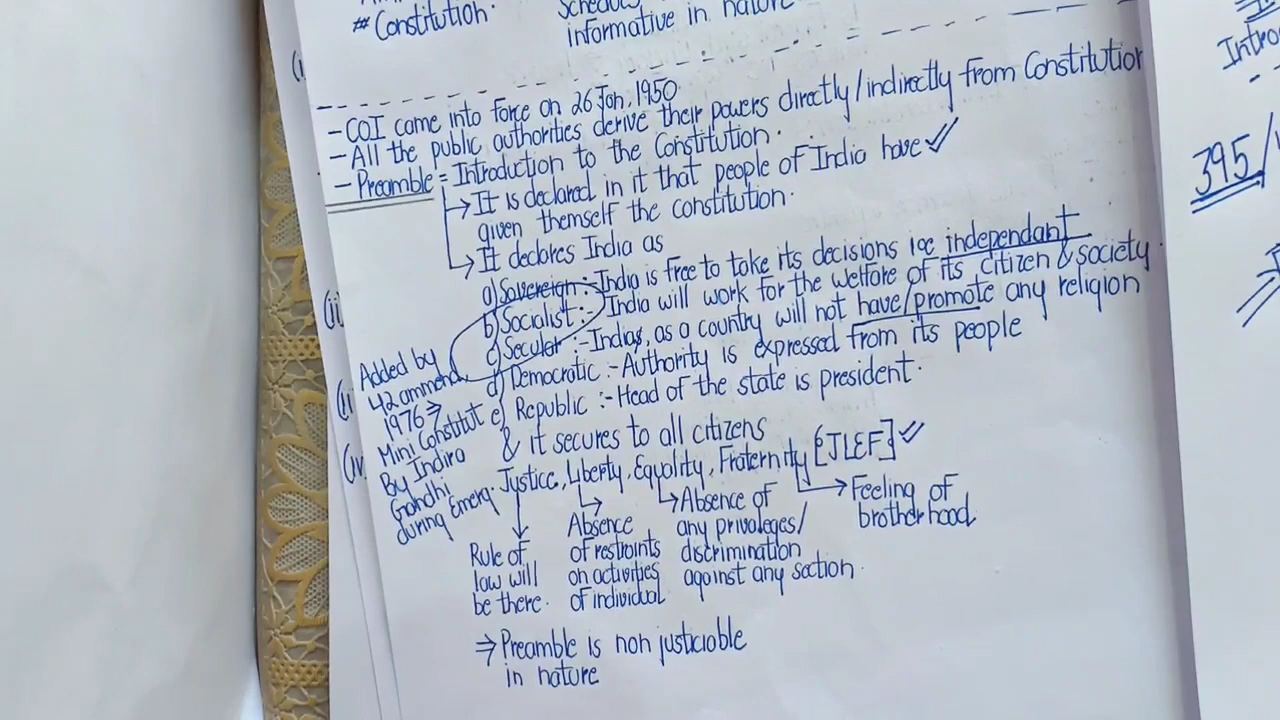 # Constitution.
informative in nature
- COI came into force on 26 Jan, 1950
- All the public authorities derive their powers directly/indirectly from Constitution
- Preamble = Introduction to the Constitution.
→ It is declared in it that people of India have ✓
given themself the constitution.
→ It declares India as
a) Sovereign :- India is free to take its decisions ice independant
b) Socialist :- India will work for the welfare of its citizen & society.
c) Secular :- Indias, as a country will not have/promote any religion
d) Democratic :- Authority is expressed from its people
e) Republic :- Head of the state is president.
& it secures to all citizens
Justice, Liberty, Equality, Fraternity [JLEF] ✓
Added by
42 ammend.
1976 ⇒
Mini Constitut
By Indira
Gandhi
during Emerg.
Rule of
law will
be there.
→ Absence
of restraints
on activities
of individual
→ Absence of
any privaleges/
discrimination
against any section.
→ Feeling of
brotherhood.
⇒ Preamble is non justiciable
in nature
395/